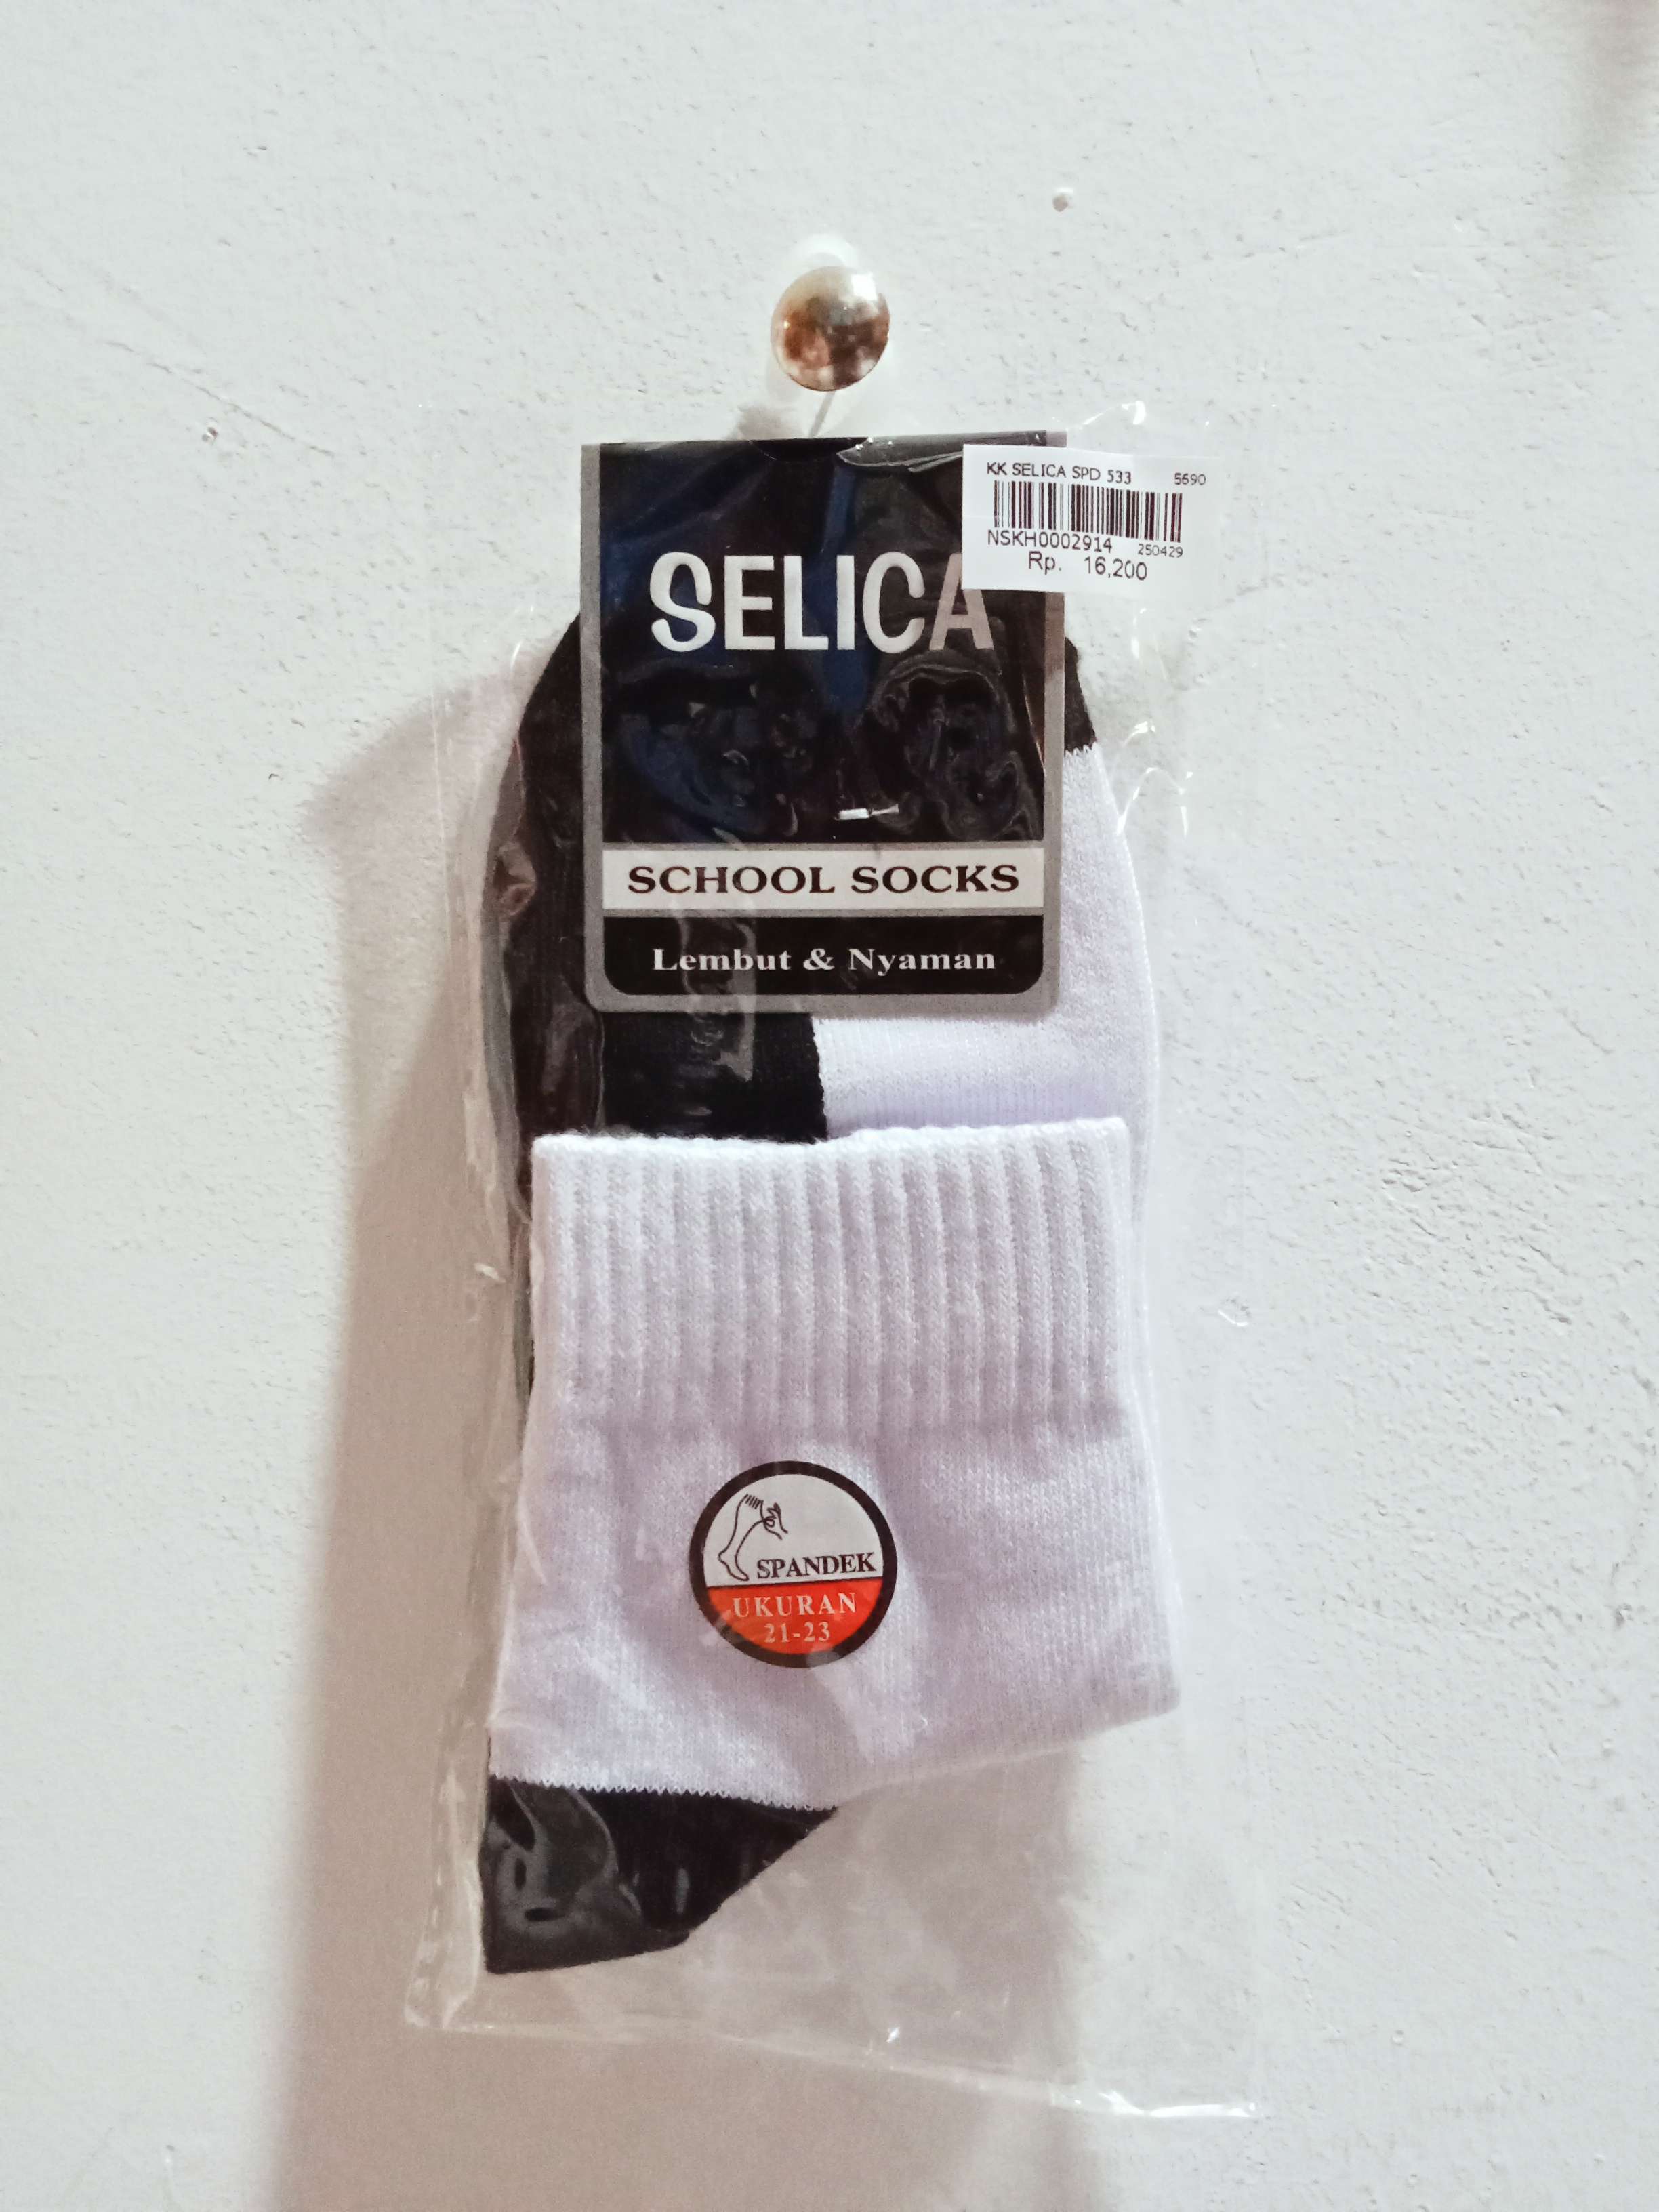 KK SELICA SPD 533 5690
NSKH0002914 250429
Rp. 16,200
SELICA
SCHOOL SOCKS
Lembut & Nyaman
SPANDEK
UKURAN
21-23